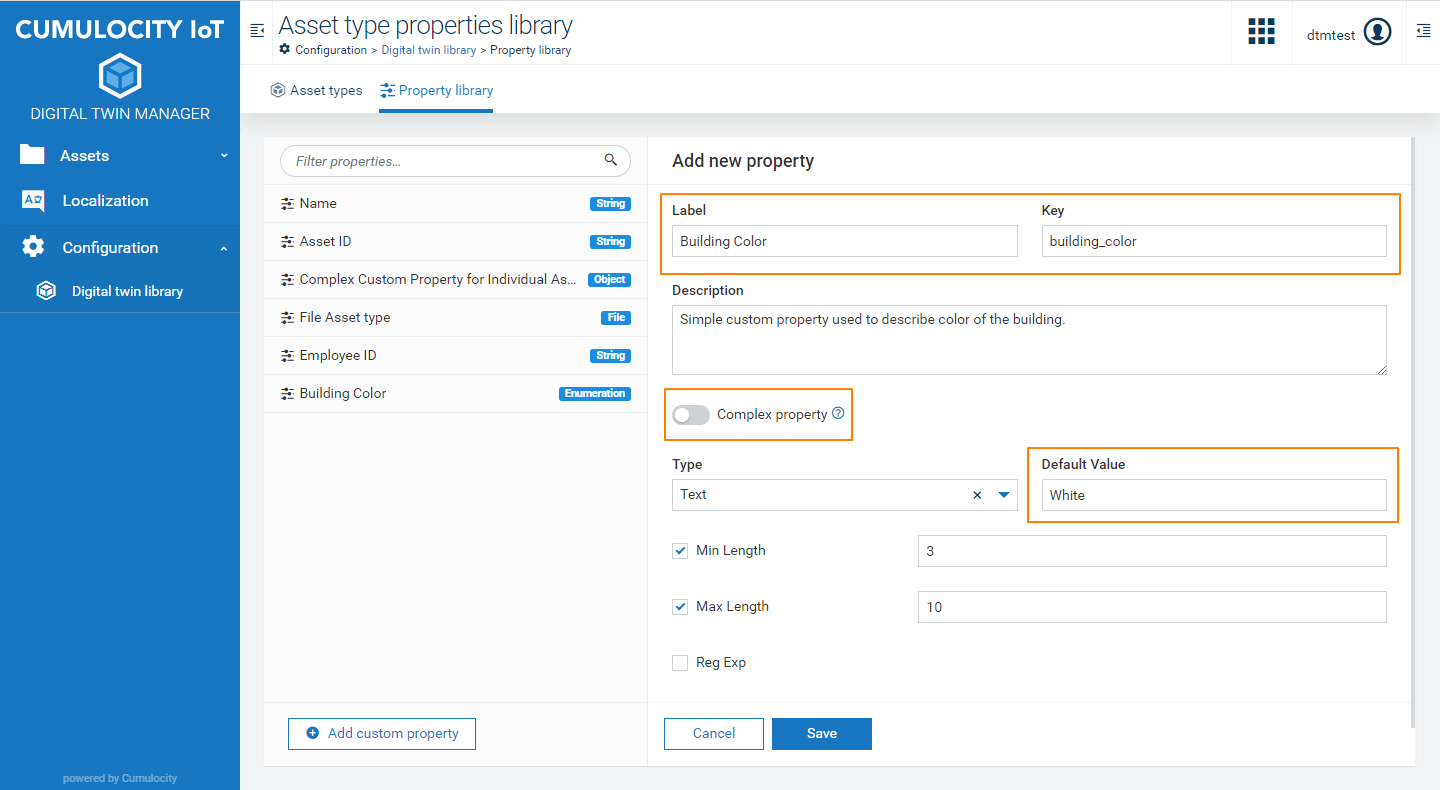 CUMULOCITY IoT
DIGITAL TWIN MANAGER
Assets
Localization
Configuration
Digital twin library
powered by Cumulocity
Asset type properties library
Configuration > Digital twin library > Property library
dtmtest
Asset types
Property library
Filter properties...
Name String
Asset ID String
Complex Custom Property for Individual As... Object
File Asset type File
Employee ID String
Building Color Enumeration
Add custom property
Add new property
Label Key
Building Color building_color
Description
Simple custom property used to describe color of the building.
Complex property
Type Default Value
Text White
Min Length 3
Max Length 10
Reg Exp
Cancel Save